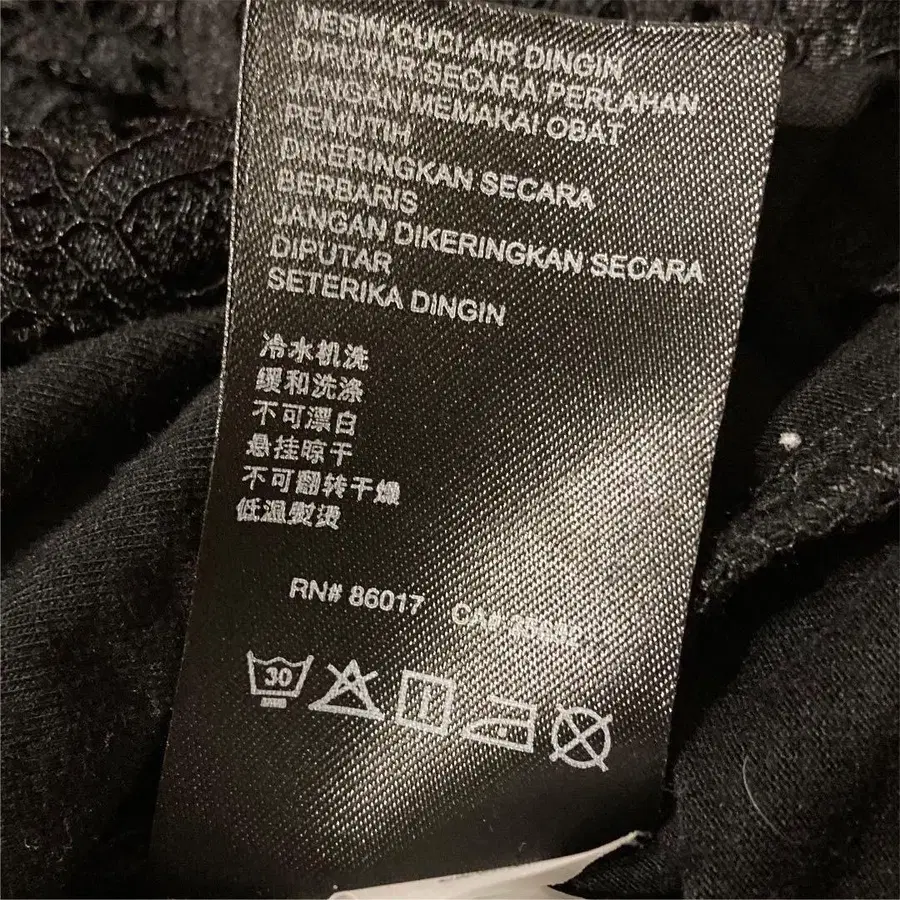 MESIN CUCI AIR DINGIN
DIPUTAR SECARA PERLAHAN
JANGAN MEMAKAI OBAT
PEMUTIH
DIKERINGKAN SECARA
BERBARIS
JANGAN DIKERINGKAN SECARA
DIPUTAR
SETERIKA DINGIN
冷水机洗
缓和洗涤
不可漂白
悬挂晾干
不可翻转干燥
低温熨烫
RN# 86017 CA#
30